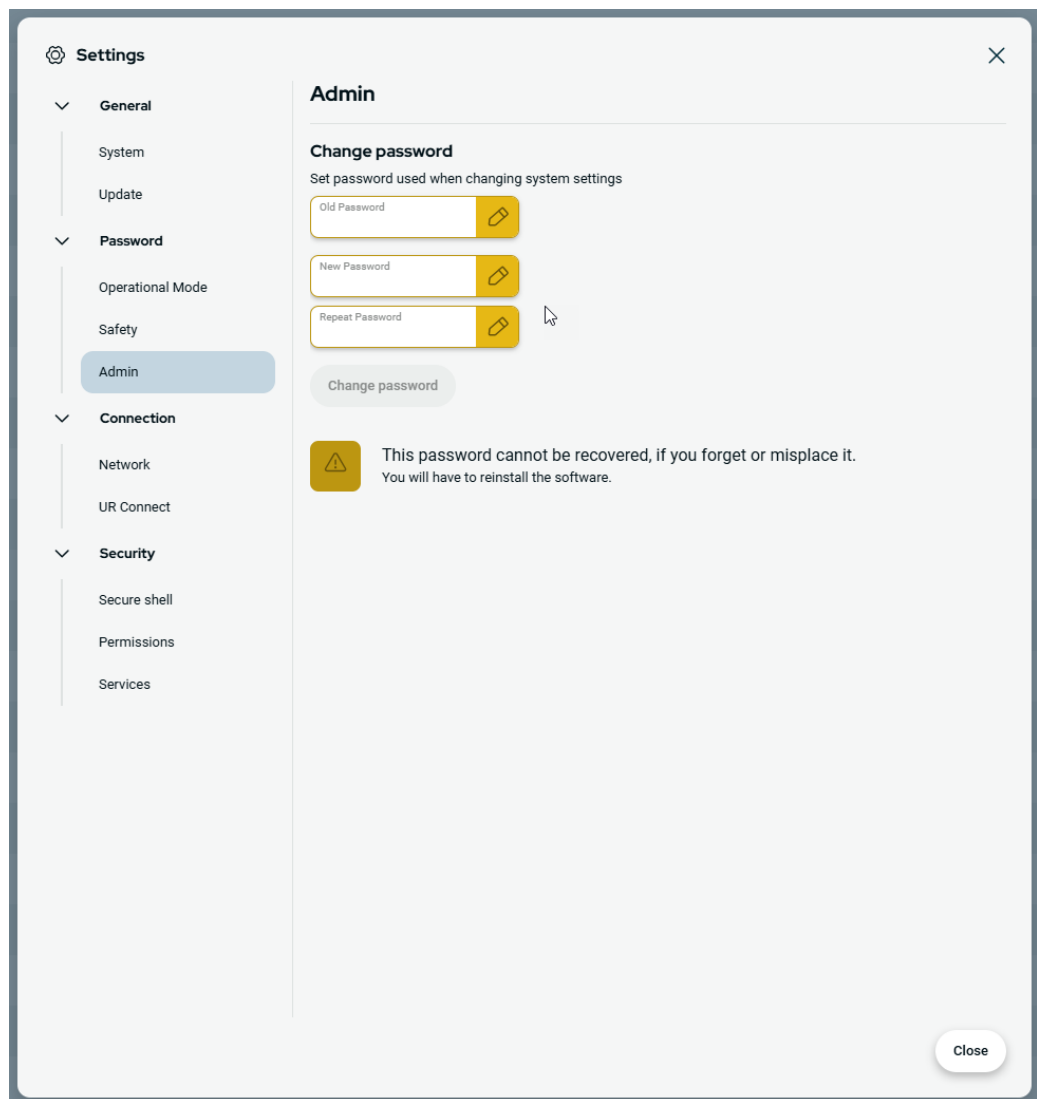 Settings
General
System
Update
Password
Operational Mode
Safety
Admin
Connection
Network
UR Connect
Security
Secure shell
Permissions
Services
Admin
Change password
Set password used when changing system settings
Old Password
New Password
Repeat Password
Change password
This password cannot be recovered, if you forget or misplace it.
You will have to reinstall the software.
Close